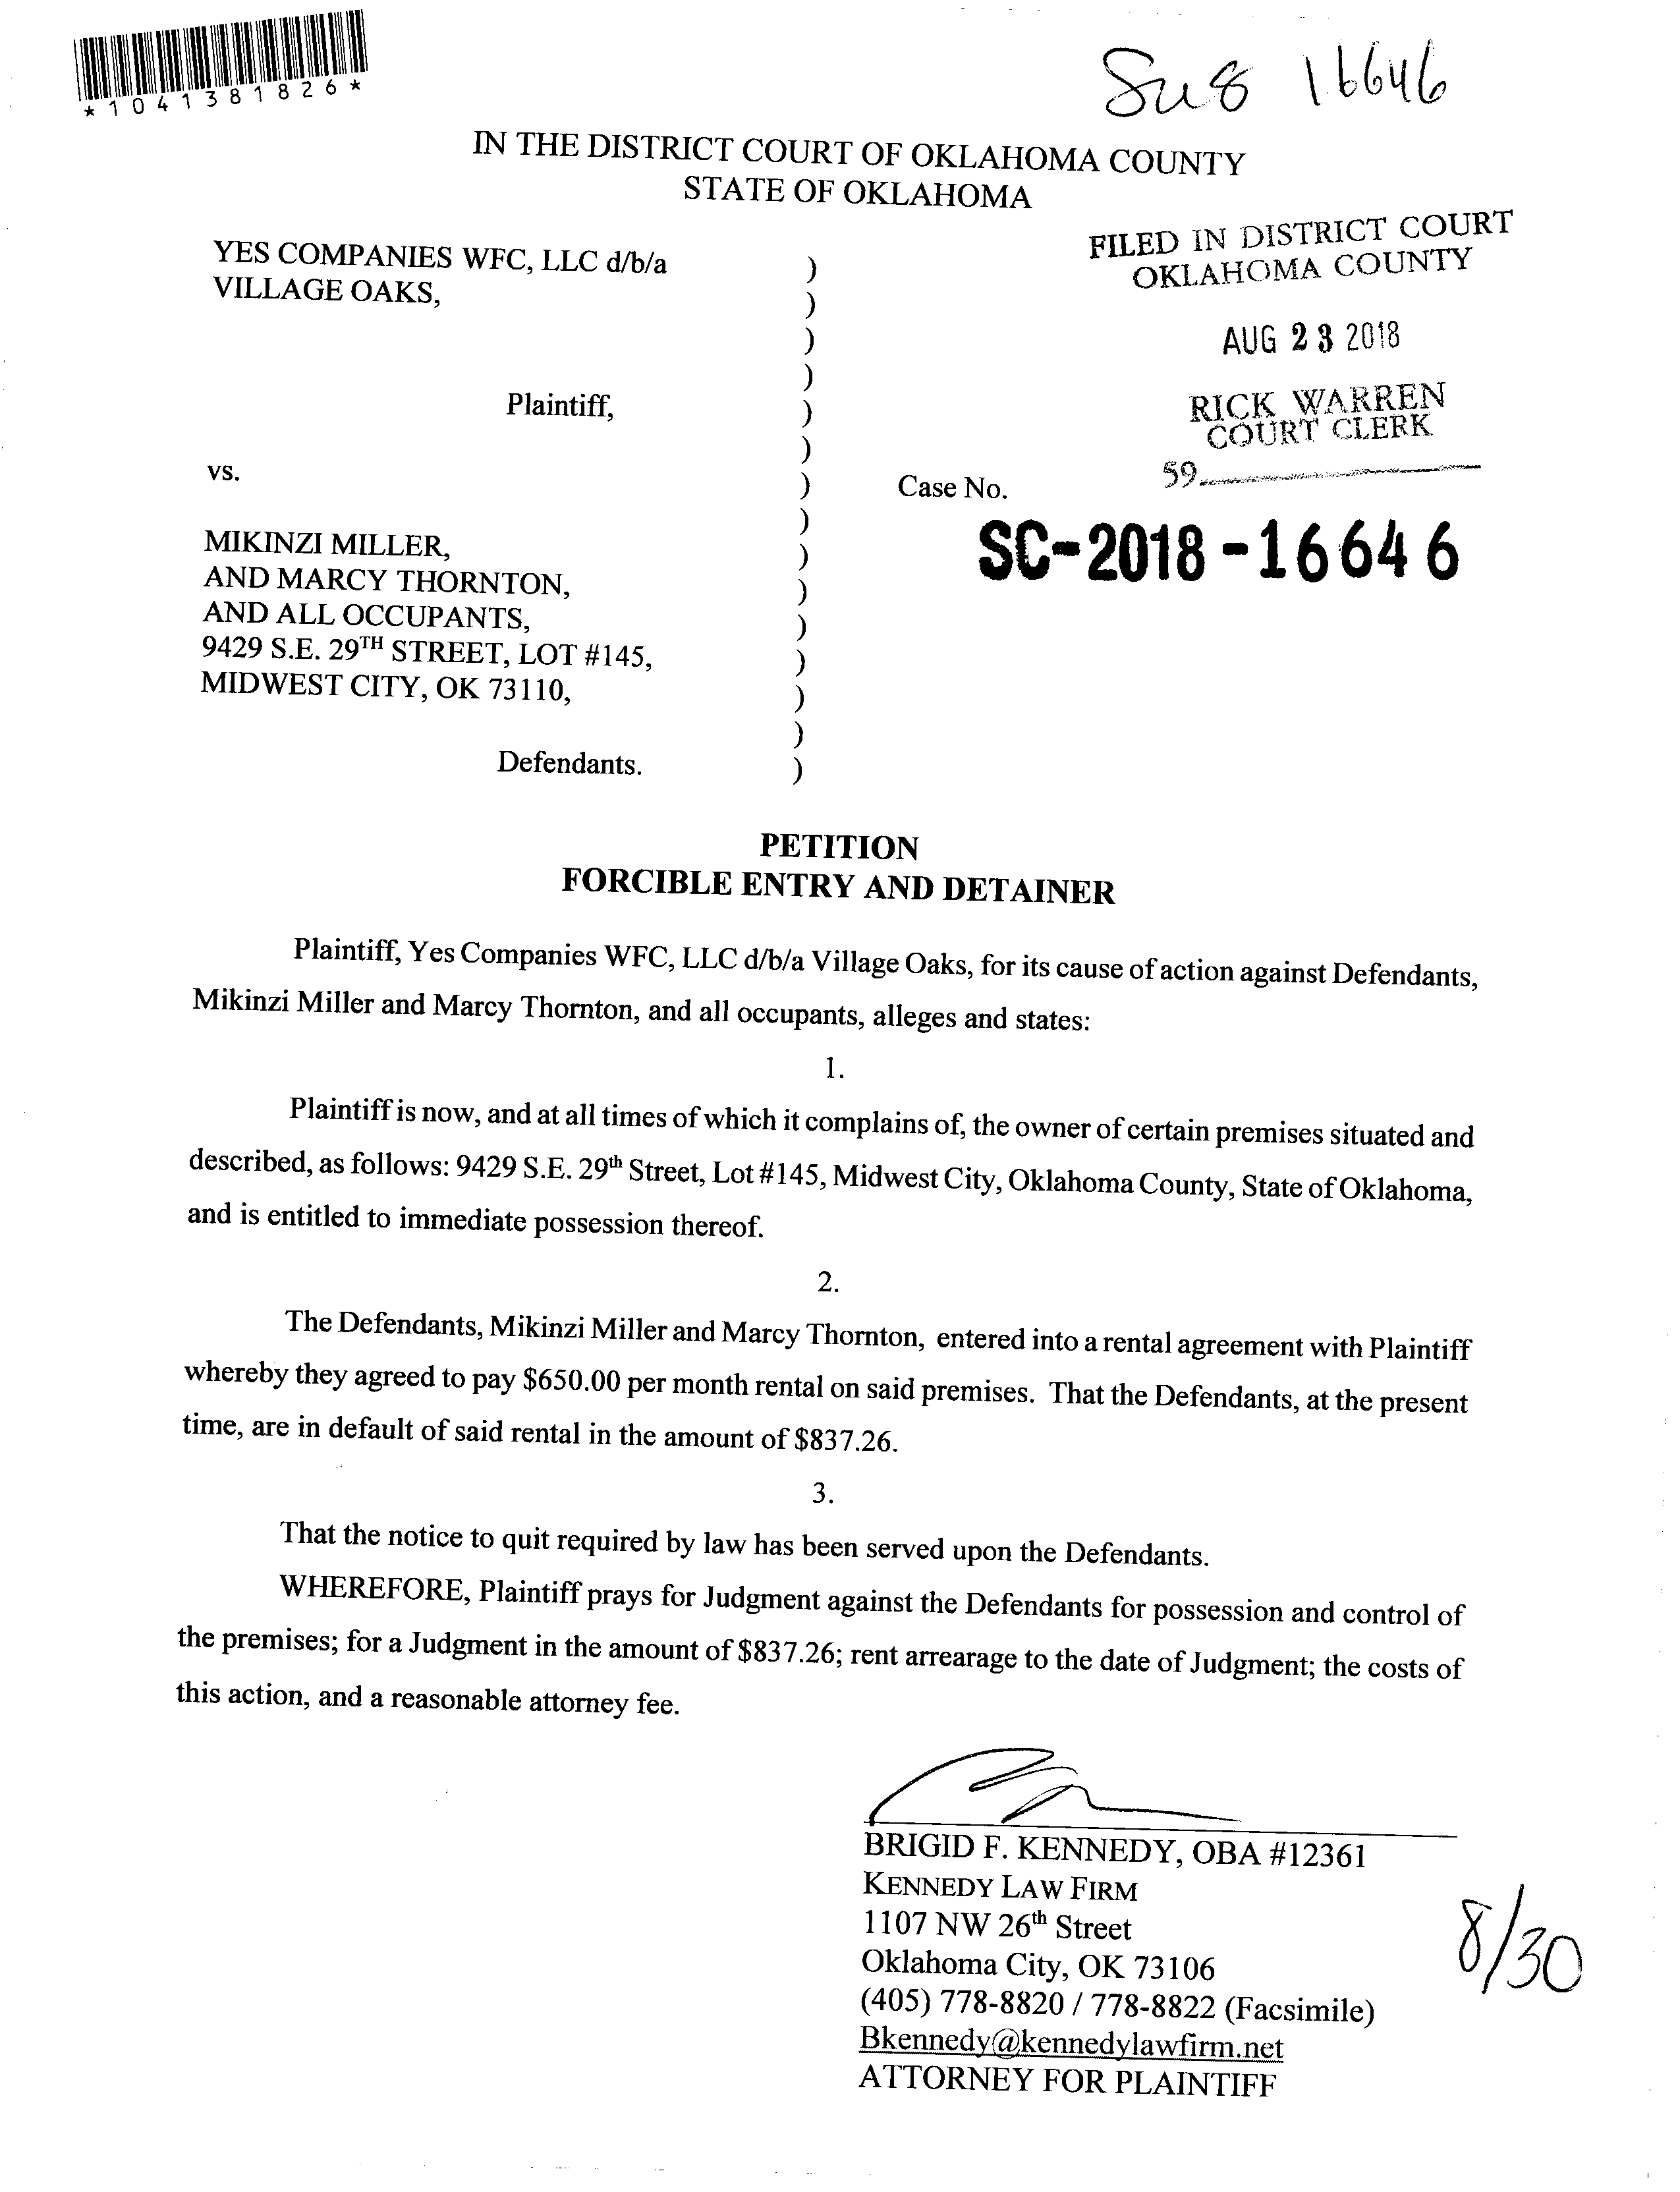 *1041381826*
Su8 16646
IN THE DISTRICT COURT OF OKLAHOMA COUNTY
STATE OF OKLAHOMA
FILED IN DISTRICT COURT
OKLAHOMA COUNTY
AUG 23 2018
RICK WARREN
COURT CLERK
59
YES COMPANIES WFC, LLC d/b/a )
VILLAGE OAKS, )
)
)
Plaintiff, )
)
vs. ) Case No.
)
SC-2018-16646
MIKINZI MILLER, )
AND MARCY THORNTON, )
AND ALL OCCUPANTS, )
9429 S.E. 29TH STREET, LOT #145, )
MIDWEST CITY, OK 73110, )
)
Defendants. )
PETITION
FORCIBLE ENTRY AND DETAINER
Plaintiff, Yes Companies WFC, LLC d/b/a Village Oaks, for its cause of action against Defendants,
Mikinzi Miller and Marcy Thornton, and all occupants, alleges and states:
1.
Plaintiff is now, and at all times of which it complains of, the owner of certain premises situated and
described, as follows: 9429 S.E. 29th Street, Lot #145, Midwest City, Oklahoma County, State of Oklahoma,
and is entitled to immediate possession thereof.
2.
The Defendants, Mikinzi Miller and Marcy Thornton, entered into a rental agreement with Plaintiff
whereby they agreed to pay $650.00 per month rental on said premises. That the Defendants, at the present
time, are in default of said rental in the amount of $837.26.
3.
That the notice to quit required by law has been served upon the Defendants.
WHEREFORE, Plaintiff prays for Judgment against the Defendants for possession and control of
the premises; for a Judgment in the amount of $837.26; rent arrearage to the date of Judgment; the costs of
this action, and a reasonable attorney fee.
BRIGID F. KENNEDY, OBA #12361
KENNEDY LAW FIRM
1107 NW 26th Street
Oklahoma City, OK 73106
(405) 778-8820 / 778-8822 (Facsimile)
Bkennedy@kennedylawfirm.net
ATTORNEY FOR PLAINTIFF
8/30